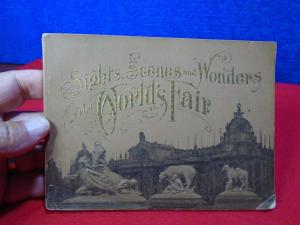 Sights, Scenes and Wonders
at the World's Fair